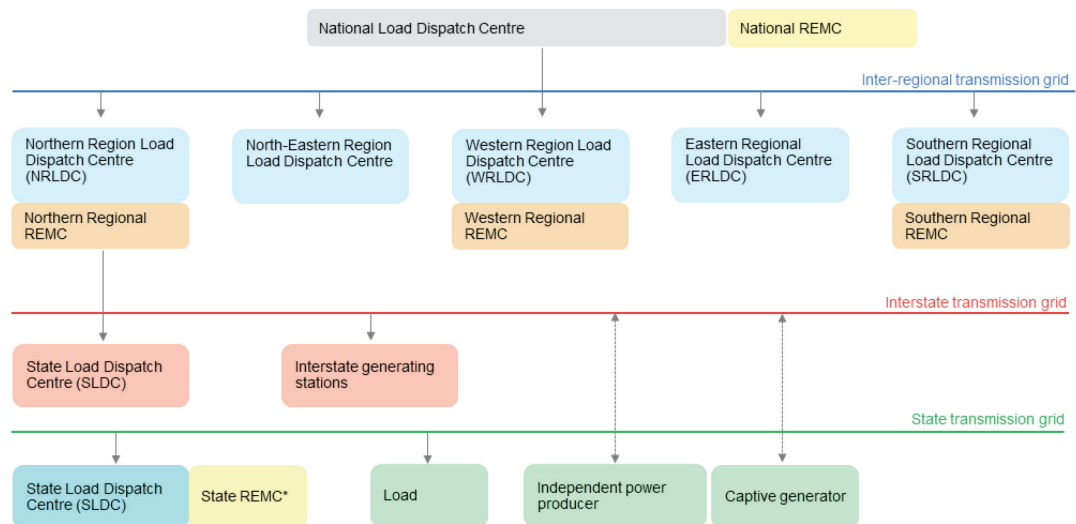 National Load Dispatch Centre
National REMC
Inter-regional transmission grid
Northern Region Load
Dispatch Centre
(NRLDC)
North-Eastern Region
Load Dispatch Centre
Western Region Load
Dispatch Centre
(WRLDC)
Eastern Regional
Load Dispatch Centre
(ERLDC)
Southern Regional
Load Dispatch Centre
(SRLDC)
Northern Regional
REMC
Western Regional
REMC
Southern Regional
REMC
Interstate transmission grid
State Load Dispatch
Centre (SLDC)
Interstate generating
stations
State transmission grid
State Load Dispatch
Centre (SLDC)
State REMC*
Load
Independent power
producer
Captive generator